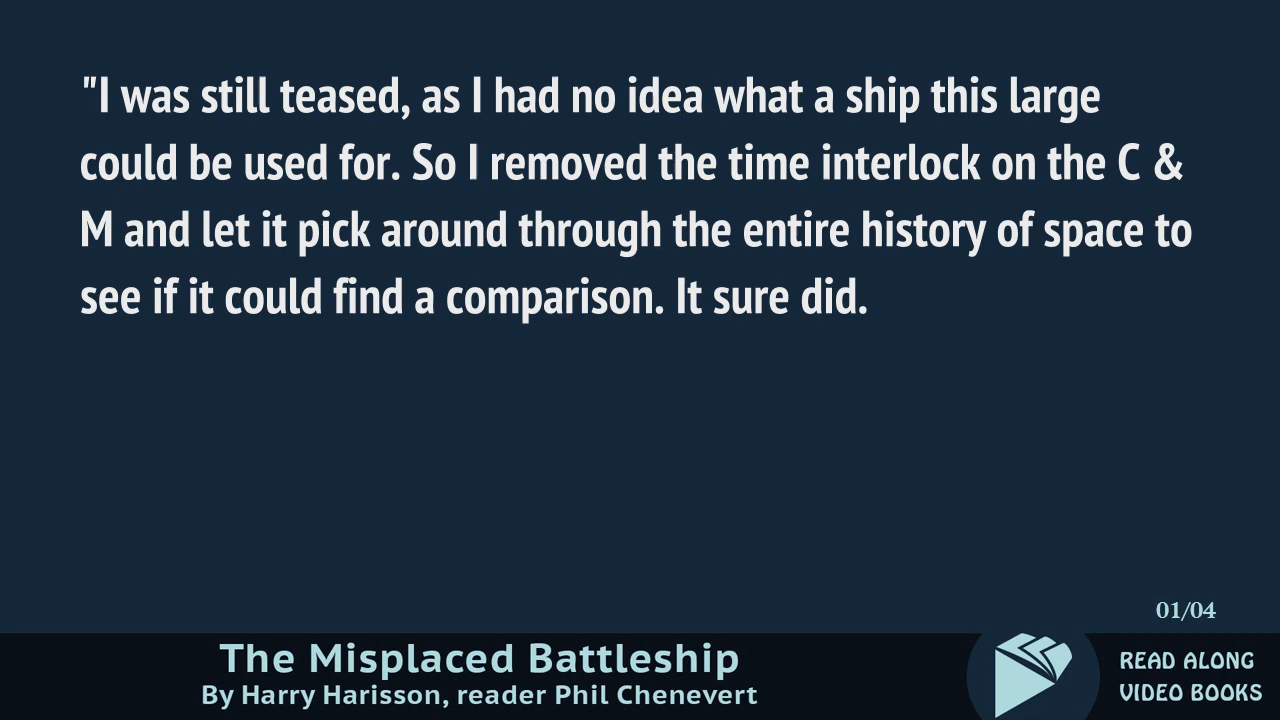 "I was still teased, as I had no idea what a ship this large
could be used for. So I removed the time interlock on the C &
M and let it pick around through the entire history of space to
see if it could find a comparison. It sure did.
01/04
The Misplaced Battleship
By Harry Harisson, reader Phil Chenevert
READ ALONG
VIDEO BOOKS